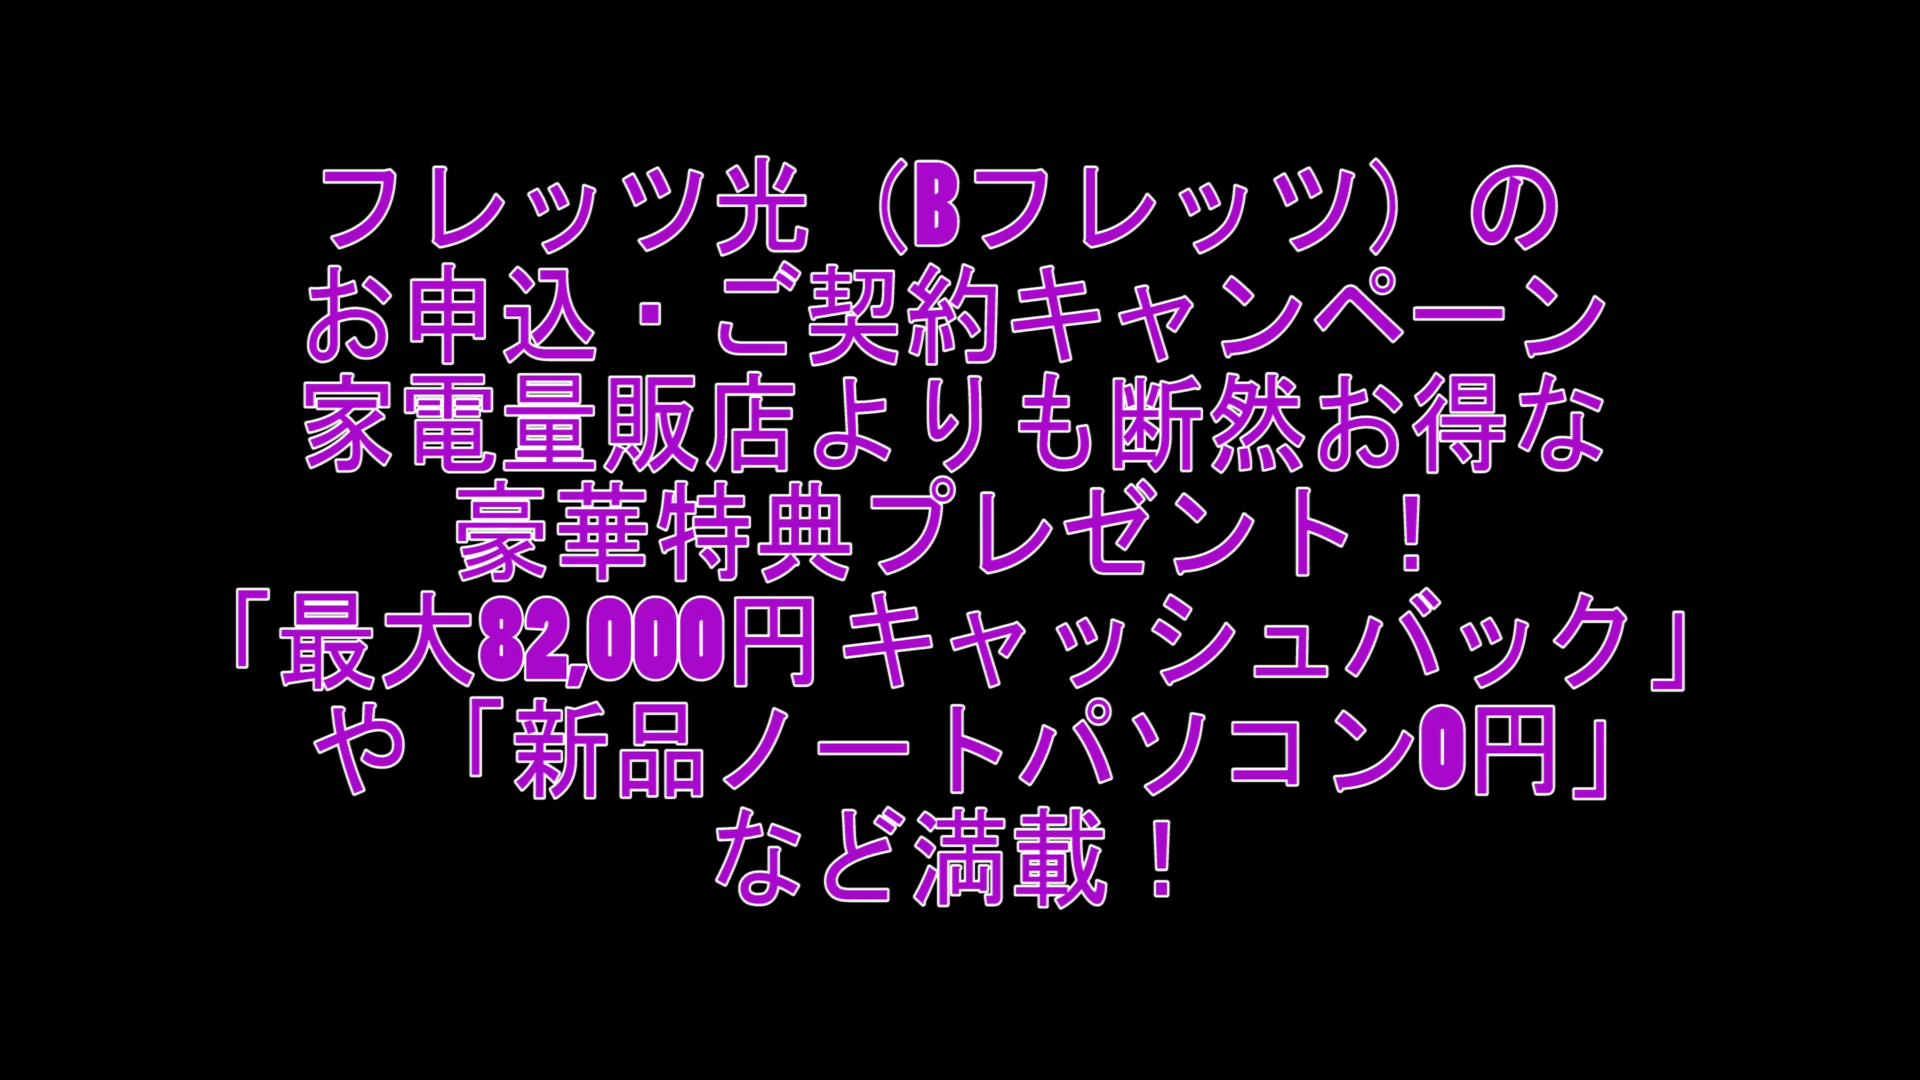 フレッツ光（Bフレッツ）の
お申込・ご契約キャンペーン
家電量販店よりも断然お得な
豪華特典プレゼント！
「最大82,000円 キャッシュバック」
や「新品ノートパソコン0円」
など満載！